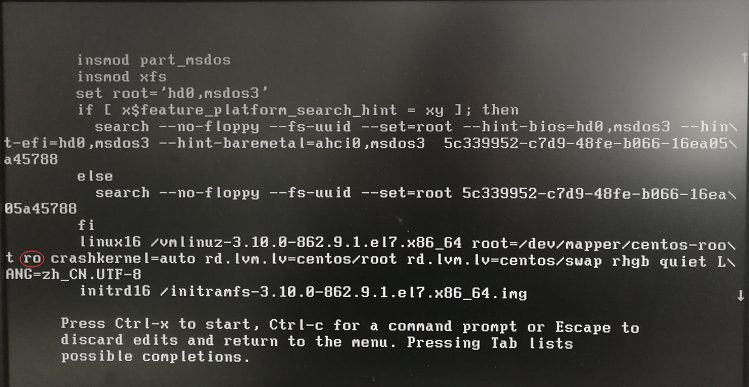 insmod part_msdos
insmod xfs
set root='hd0,msdos3'
if [ x$feature_platform_search_hint = xy ]; then
search --no-floppy --fs-uuid --set=root --hint-bios=hd0,msdos3 --hin\
t-efi=hd0,msdos3 --hint-baremetal=ahci0,msdos3  5c339952-c7d9-48fe-b066-16ea05\
a45788
else
search --no-floppy --fs-uuid --set=root 5c339952-c7d9-48fe-b066-16ea\
05a45788
fi
linux16 /vmlinuz-3.10.0-862.9.1.el7.x86_64 root=/dev/mapper/centos-roo\
t ro crashkernel=auto rd.lvm.lv=centos/root rd.lvm.lv=centos/swap rhgb quiet L\
ANG=zh_CN.UTF-8
initrd16 /initramfs-3.10.0-862.9.1.el7.x86_64.img
Press Ctrl-x to start, Ctrl-c for a command prompt or Escape to
discard edits and return to the menu. Pressing Tab lists
possible completions.